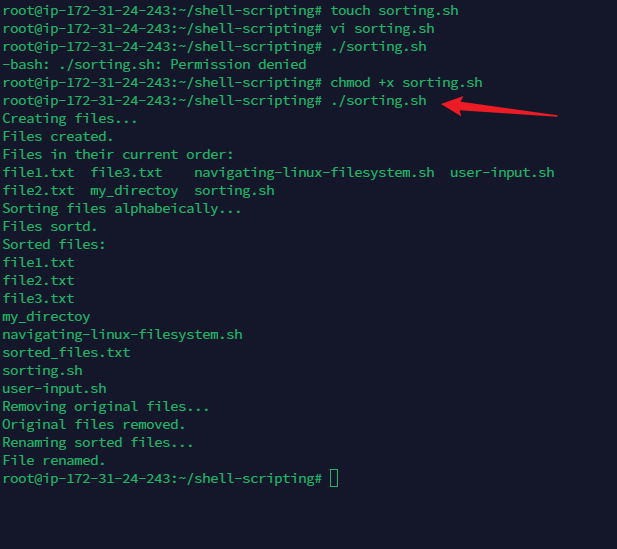 root@ip-172-31-24-243:~/shell-scripting# touch sorting.sh
root@ip-172-31-24-243:~/shell-scripting# vi sorting.sh
root@ip-172-31-24-243:~/shell-scripting# ./sorting.sh
-bash: ./sorting.sh: Permission denied
root@ip-172-31-24-243:~/shell-scripting# chmod +x sorting.sh
root@ip-172-31-24-243:~/shell-scripting# ./sorting.sh
Creating files...
Files created.
Files in their current order:
file1.txt  file3.txt    navigating-linux-filesystem.sh  user-input.sh
file2.txt  my_directoy  sorting.sh
Sorting files alphabeically...
Files sortd.
Sorted files:
file1.txt
file2.txt
file3.txt
my_directoy
navigating-linux-filesystem.sh
sorted_files.txt
sorting.sh
user-input.sh
Removing original files...
Original files removed.
Renaming sorted files...
File renamed.
root@ip-172-31-24-243:~/shell-scripting#